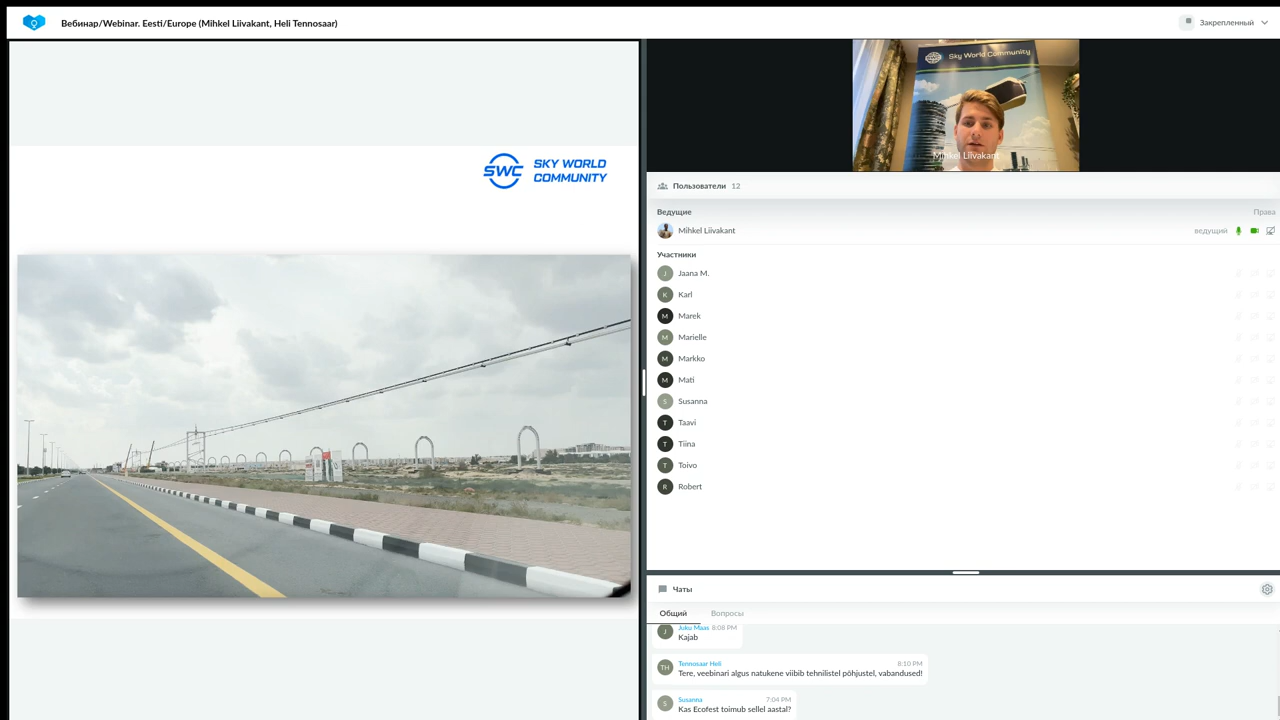 Вебинар/Webinar. Eesti/Europe (Mihkel Liivakant, Heli Tennosaar)
Закрепленный
SWC SKY WORLD
COMMUNITY
Sky World Community
Mihkel Liivakant
Пользователи 12
Ведущие Права
Mihkel Liivakant ведущий
Участники
J Jaana M.
K Karl
M Marek
M Marielle
M Markko
M Mati
S Susanna
T Taavi
T Tiina
T Toivo
R Robert
Чаты
Общий Вопросы
Juku Maas 8:08 PM
J Kajab
Tennosaar Heli 8:10 PM
TH Tere, veebinari algus natukene viibib tehnilistel põhjustel, vabandused!
Susanna 7:04 PM
S Kas Ecofest toimub sellel aastal?